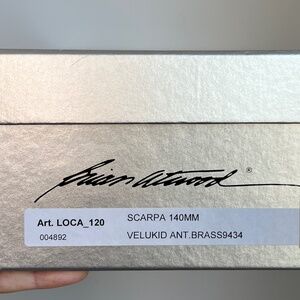 Brian Atwood®
Art. LOCA_120
SCARPA 140MM
004892
VELUKID ANT.BRASS9434